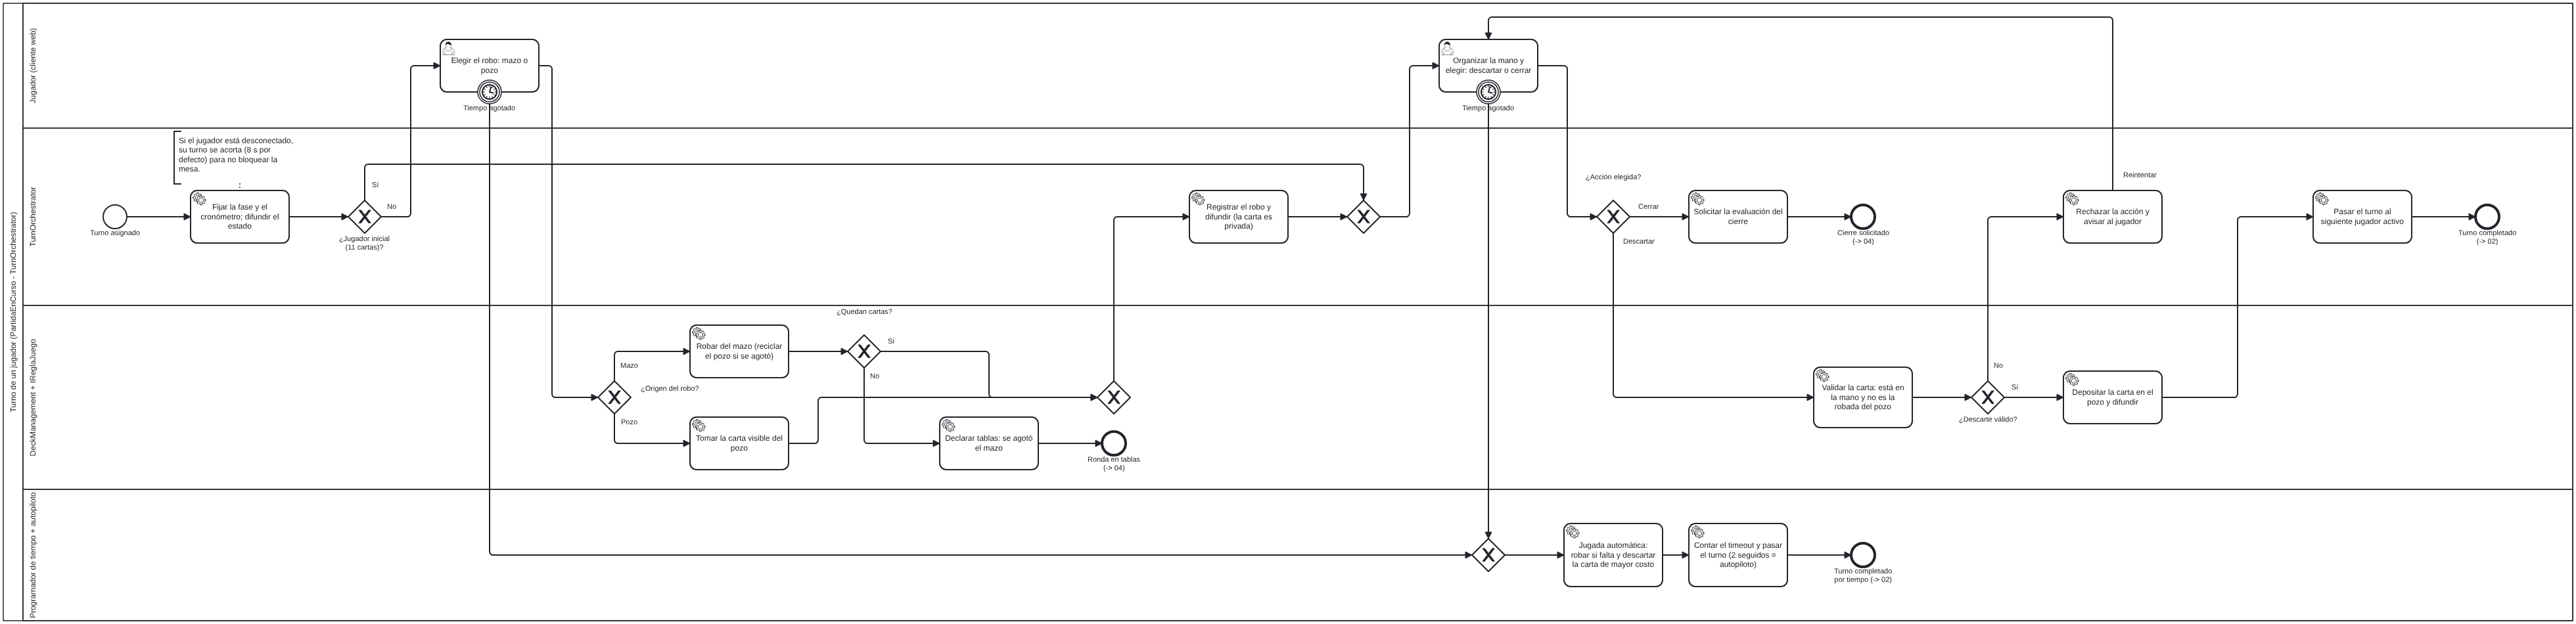 Turno de un jugador (PartidaEnCurso - TurnOrchestrator)
Jugador (cliente web)
Elegir el robo: mazo o
pozo
Tiempo agotado
Organizar la mano y
elegir: descartar o cerrar
Tiempo agotado
TurnOrchestrator
Si el jugador está desconectado,
su turno se acorta (8 s por
defecto) para no bloquear la
mesa.
Turno asignado
Fijar la fase y el
cronómetro; difundir el
estado
Sí
No
¿Jugador inicial
(11 cartas)?
Registrar el robo y
difundir (la carta es
privada)
¿Acción elegida?
Cerrar
Descartar
Solicitar la evaluación del
cierre
Cierre solicitado
(-> 04)
Reintentar
Rechazar la acción y
avisar al jugador
Pasar el turno al
siguiente jugador activo
Turno completado
(-> 02)
DeckManagement + IReglaJuego
¿Origen del robo?
Mazo
Pozo
Robar del mazo (reciclar
el pozo si se agotó)
¿Quedan cartas?
Sí
No
Tomar la carta visible del
pozo
Declarar tablas: se agotó
el mazo
Ronda en tablas
(-> 04)
Validar la carta: está en
la mano y no es la
robada del pozo
No
Sí
¿Descarte válido?
Depositar la carta en el
pozo y difundir
Programador de tiempo + autopiloto
Jugada automática:
robar si falta y descartar
la carta de mayor costo
Contar el timeout y pasar
el turno (2 seguidos =
autopiloto)
Turno completado
por tiempo (-> 02)